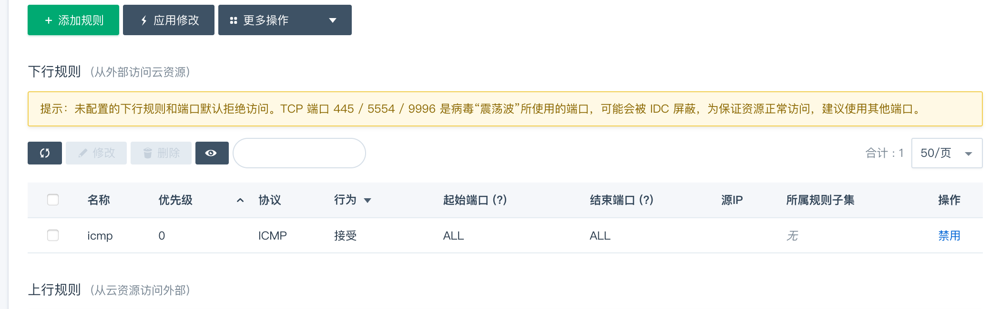 添加规则 应用修改 更多操作
下行规则 (从外部访问云资源)
提示：未配置的下行规则和端口默认拒绝访问。TCP 端口 445 / 5554 / 9996 是病毒“震荡波”所使用的端口，可能会被 IDC 屏蔽，为保证资源正常访问，建议使用其他端口。
修改 删除 合计 : 1 50/页
名称 优先级 协议 行为 起始端口 (?) 结束端口 (?) 源IP 所属规则子集 操作
icmp 0 ICMP 接受 ALL ALL 无 禁用
上行规则 (从云资源访问外部)